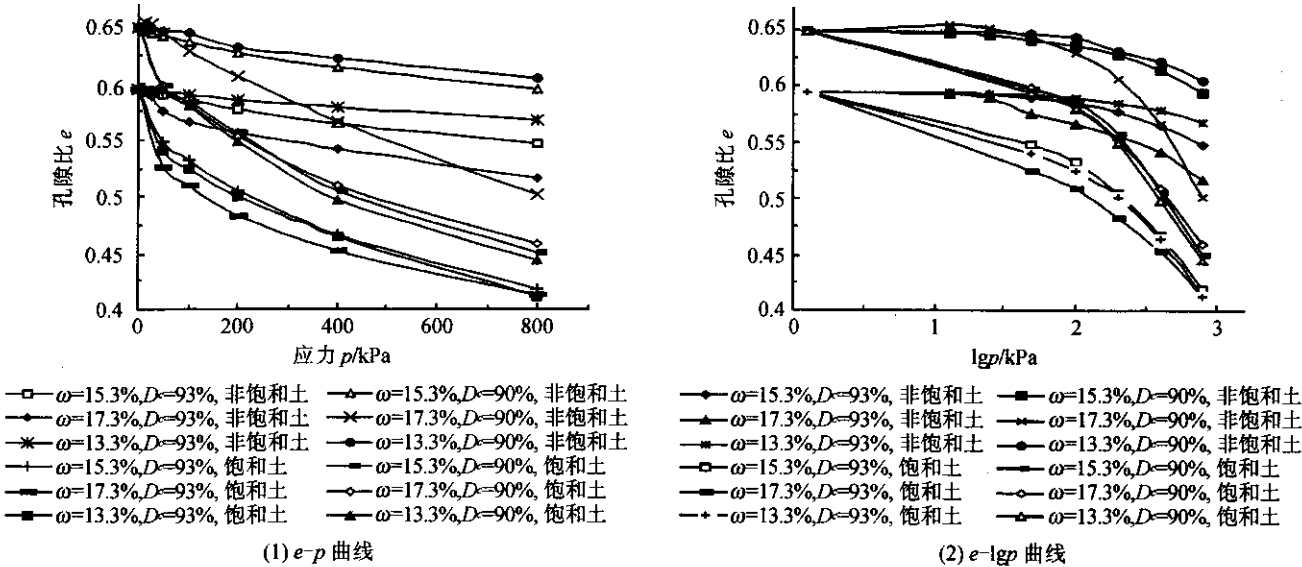 0.65
0.6
0.55
0.5
0.45
0.4
孔隙比 e
0
200
400
600
800
应力 p/kPa
ω=15.3%,Dc=93%, 非饱和土
ω=15.3%,Dc=90%, 非饱和土
ω=17.3%,Dc=93%, 非饱和土
ω=17.3%,Dc=90%, 非饱和土
ω=13.3%,Dc=93%, 非饱和土
ω=13.3%,Dc=90%, 非饱和土
ω=15.3%,Dc=93%, 饱和土
ω=15.3%,Dc=90%, 饱和土
ω=17.3%,Dc=93%, 饱和土
ω=17.3%,Dc=90%, 饱和土
ω=13.3%,Dc=93%, 饱和土
ω=13.3%,Dc=90%, 饱和土
(1) e-p 曲线
0.65
0.6
0.55
0.5
0.45
0.4
孔隙比 e
0
1
2
3
lgp/kPa
ω=15.3%,Dc=93%, 非饱和土
ω=15.3%,Dc=90%, 非饱和土
ω=17.3%,Dc=93%, 非饱和土
ω=17.3%,Dc=90%, 非饱和土
ω=13.3%,Dc=93%, 非饱和土
ω=13.3%,Dc=90%, 非饱和土
ω=15.3%,Dc=93%, 饱和土
ω=15.3%,Dc=90%, 饱和土
ω=17.3%,Dc=93%, 饱和土
ω=17.3%,Dc=90%, 饱和土
ω=13.3%,Dc=93%, 饱和土
ω=13.3%,Dc=90%, 饱和土
(2) e-lgp 曲线